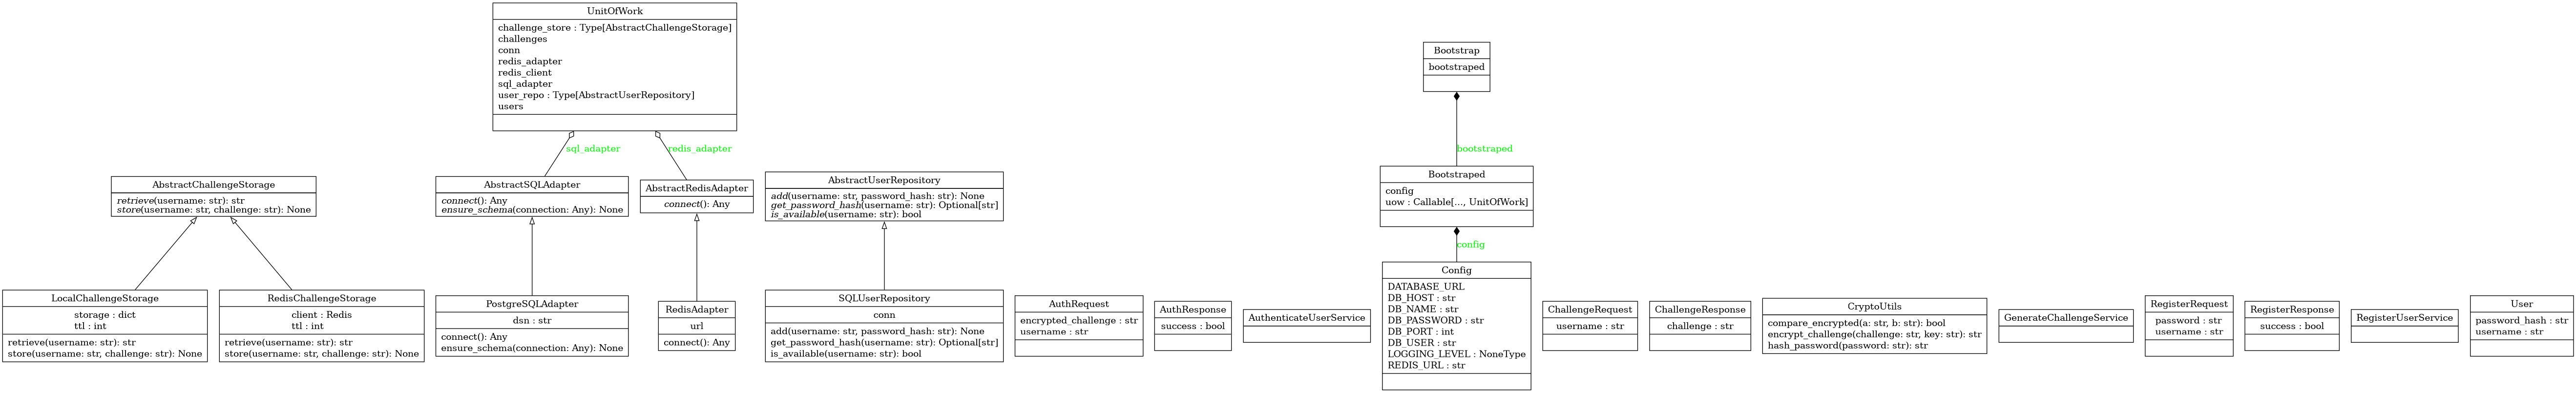 UnitOfWork
challenge_store : Type[AbstractChallengeStorage]
challenges
conn
redis_adapter
redis_client
sql_adapter
user_repo : Type[AbstractUserRepository]
users
Bootstrap
bootstraped
sql_adapter
redis_adapter
bootstraped
AbstractChallengeStorage
retrieve(username: str): str
store(username: str, challenge: str): None
AbstractSQLAdapter
connect(): Any
ensure_schema(connection: Any): None
AbstractRedisAdapter
connect(): Any
AbstractUserRepository
add(username: str, password_hash: str): None
get_password_hash(username: str): Optional[str]
is_available(username: str): bool
Bootstraped
config
uow : Callable[..., UnitOfWork]
config
LocalChallengeStorage
storage : dict
ttl : int
retrieve(username: str): str
store(username: str, challenge: str): None
RedisChallengeStorage
client : Redis
ttl : int
retrieve(username: str): str
store(username: str, challenge: str): None
PostgreSQLAdapter
dsn : str
connect(): Any
ensure_schema(connection: Any): None
RedisAdapter
url
connect(): Any
SQLUserRepository
conn
add(username: str, password_hash: str): None
get_password_hash(username: str): Optional[str]
is_available(username: str): bool
AuthRequest
encrypted_challenge : str
username : str
AuthResponse
success : bool
AuthenticateUserService
Config
DATABASE_URL
DB_HOST : str
DB_NAME : str
DB_PASSWORD : str
DB_PORT : int
DB_USER : str
LOGGING_LEVEL : NoneType
REDIS_URL : str
ChallengeRequest
username : str
ChallengeResponse
challenge : str
CryptoUtils
compare_encrypted(a: str, b: str): bool
encrypt_challenge(challenge: str, key: str): str
hash_password(password: str): str
GenerateChallengeService
RegisterRequest
password : str
username : str
RegisterResponse
success : bool
RegisterUserService
User
password_hash : str
username : str